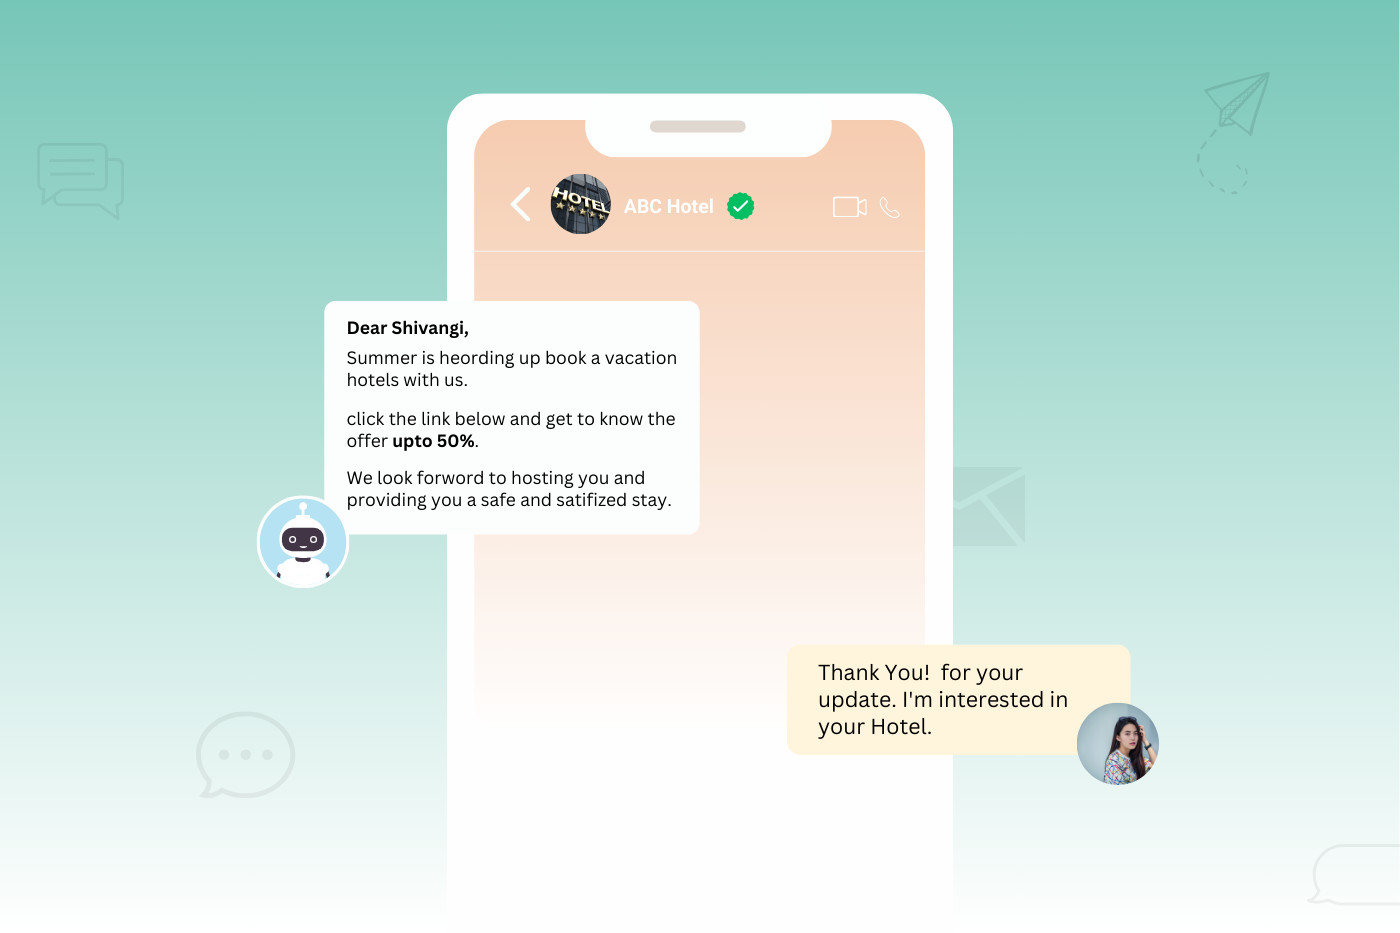 HOTEL
ABC Hotel
Dear Shivangi,
Summer is heording up book a vacation
hotels with us.
click the link below and get to know the
offer upto 50%.
We look forword to hosting you and
providing you a safe and satifized stay.
Thank You!  for your
update. I'm interested in
your Hotel.